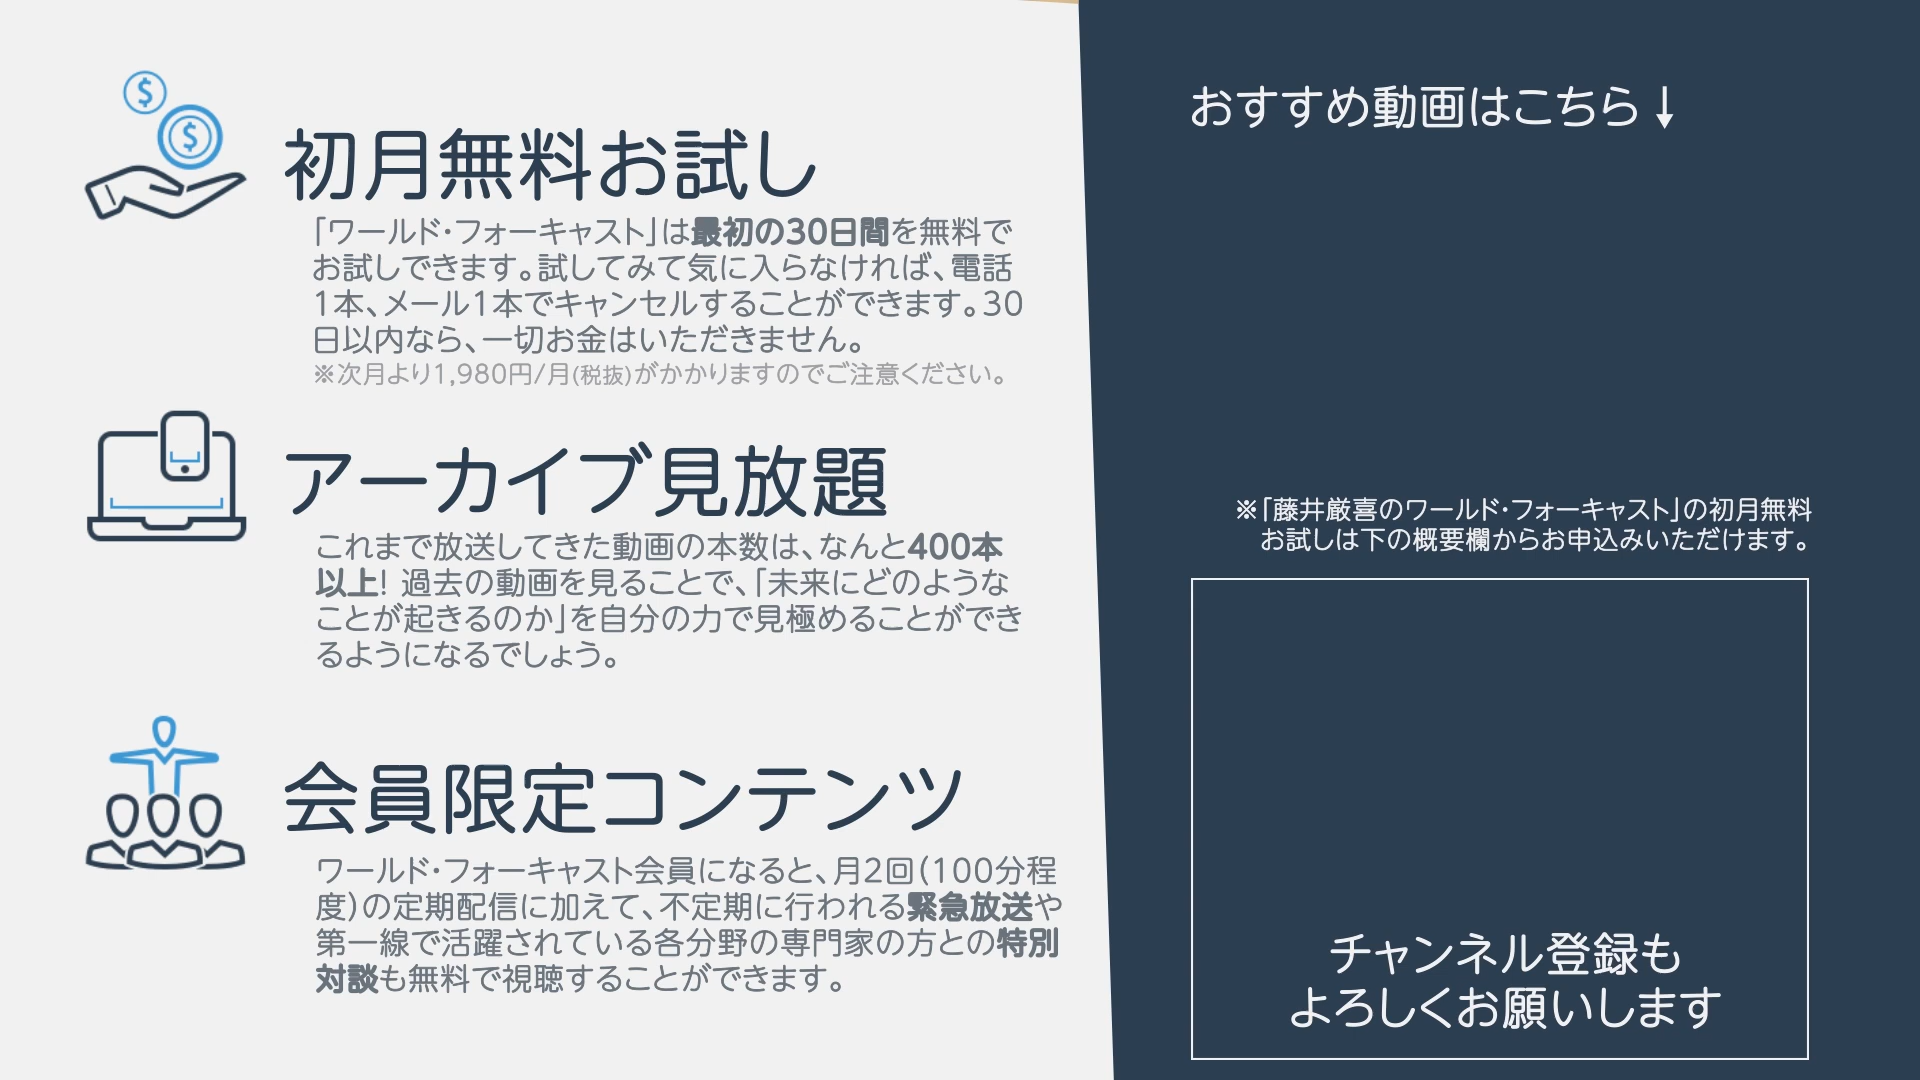 初月無料お試し
「ワールド・フォーキャスト」は最初の30日間を無料で
お試しできます。試してみて気に入らなければ、電話
1本、メール1本でキャンセルすることができます。30
日以内なら、一切お金はいただきません。
※次月より1,980円/月(税抜)がかかりますのでご注意ください。
アーカイブ見放題
これまで放送してきた動画の本数は、なんと400本
以上! 過去の動画を見ることで、「未来にどのような
ことが起きるのか」を自分の力で見極めることができ
るようになるでしょう。
会員限定コンテンツ
ワールド・フォーキャスト会員になると、月2回(100分程
度)の定期配信に加えて、不定期に行われる緊急放送や
第一線で活躍されている各分野の専門家の方との特別
対談も無料で視聴することができます。
おすすめ動画はこちら↓
※「藤井厳喜のワールド・フォーキャスト」の初月無料
お試しは下の概要欄からお申込みいただけます。
チャンネル登録も
よろしくお願いします
$
$